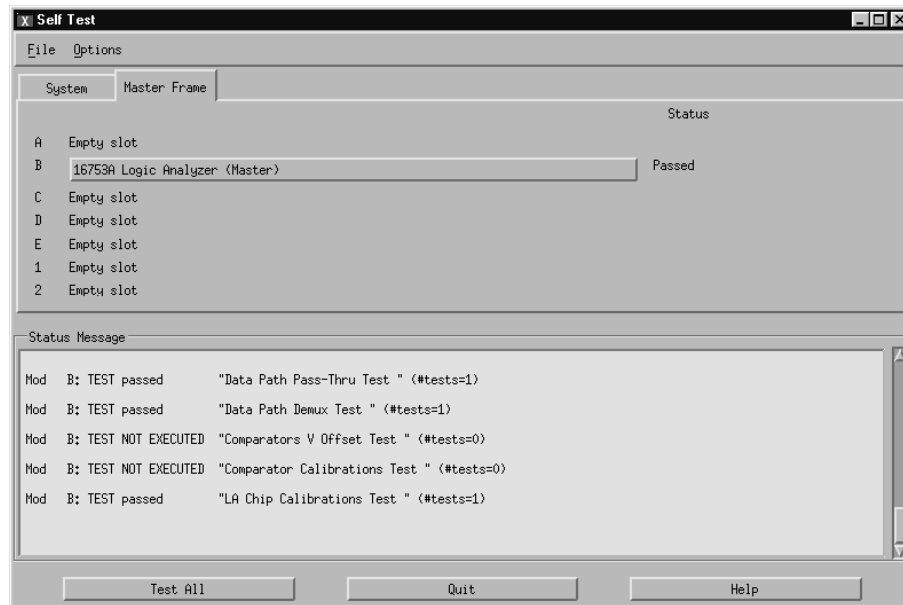 X Self Test
File Options
System Master Frame
Status
A Empty slot
B 16753A Logic Analyzer (Master) Passed
C Empty slot
D Empty slot
E Empty slot
1 Empty slot
2 Empty slot
Status Message
Mod B: TEST passed "Data Path Pass-Thru Test " (#tests=1)
Mod B: TEST passed "Data Path Demux Test " (#tests=1)
Mod B: TEST NOT EXECUTED "Comparators V Offset Test " (#tests=0)
Mod B: TEST NOT EXECUTED "Comparator Calibrations Test " (#tests=0)
Mod B: TEST passed "LA Chip Calibrations Test " (#tests=1)
Test All Quit Help